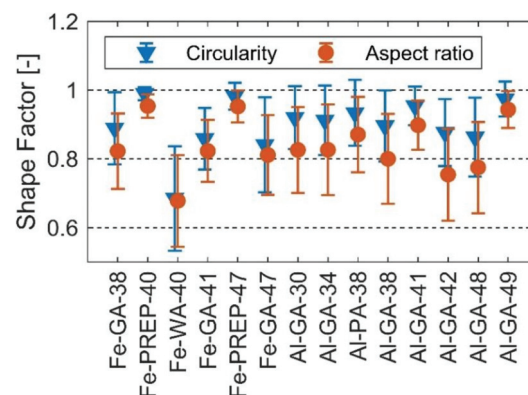 1.2
Circularity
Aspect ratio
1
0.8
0.6
Shape Factor [-]
Fe-GA-38
Fe-PREP-40
Fe-WA-40
Fe-GA-41
Fe-PREP-47
Fe-GA-47
Al-GA-30
Al-GA-34
Al-PA-38
Al-GA-38
Al-GA-41
Al-GA-42
Al-GA-48
Al-GA-49